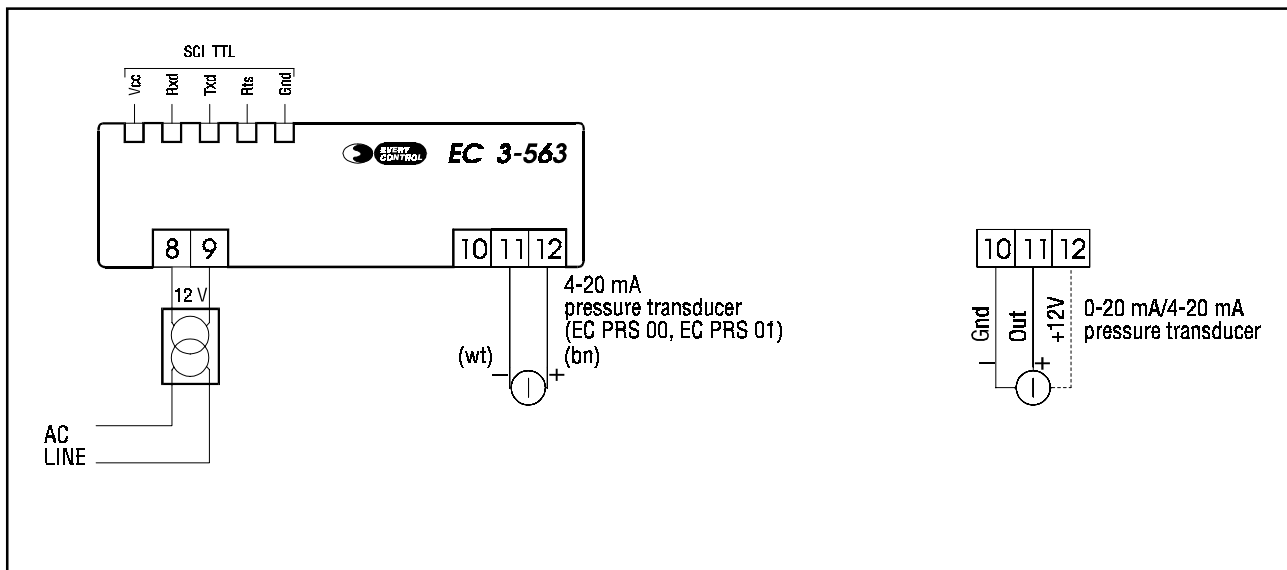 SCI TTL
Vcc Rxd Txd Rts Gnd
EVERY CONTROL
EC 3-563
8 9
10 11 12
12 V
4-20 mA
pressure transducer
(EC PRS 00, EC PRS 01)
(wt) (bn)
− +
AC
LINE
10 11 12
Gnd Out +12V
0-20 mA/4-20 mA
pressure transducer
− +